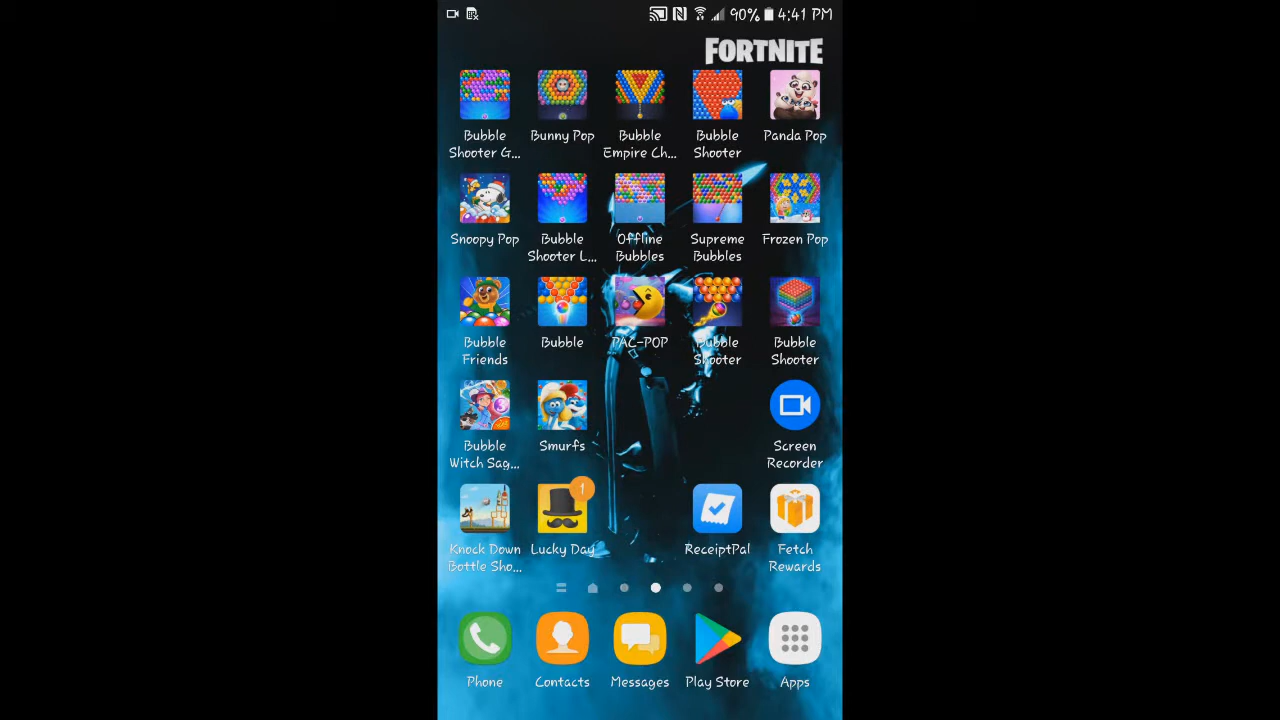 90% 4:41 PM
FORTNITE
Bubble Shooter G...
Bunny Pop
Bubble Empire Ch...
Bubble Shooter
Panda Pop
Snoopy Pop
Bubble Shooter L...
Offline Bubbles
Supreme Bubbles
Frozen Pop
Bubble Friends
Bubble
PAC-POP
Bubble Shooter
Bubble Shooter
Bubble Witch Sag...
Smurfs
Screen Recorder
Knock Down Bottle Sho...
1
Lucky Day
ReceiptPal
Fetch Rewards
Phone
Contacts
Messages
Play Store
Apps